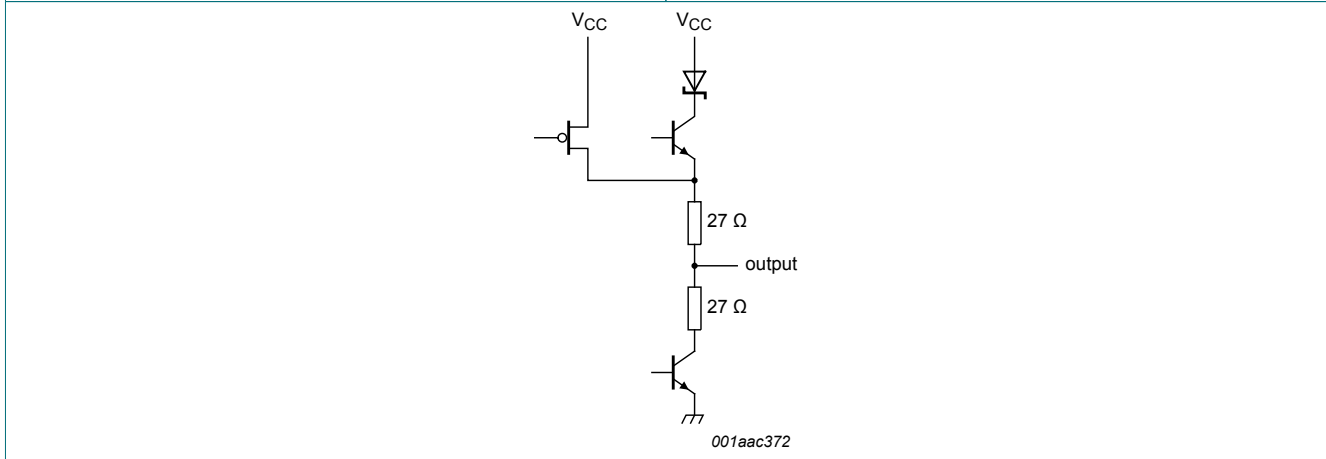 VCC VCC
27 Ω
output
27 Ω
001aac372